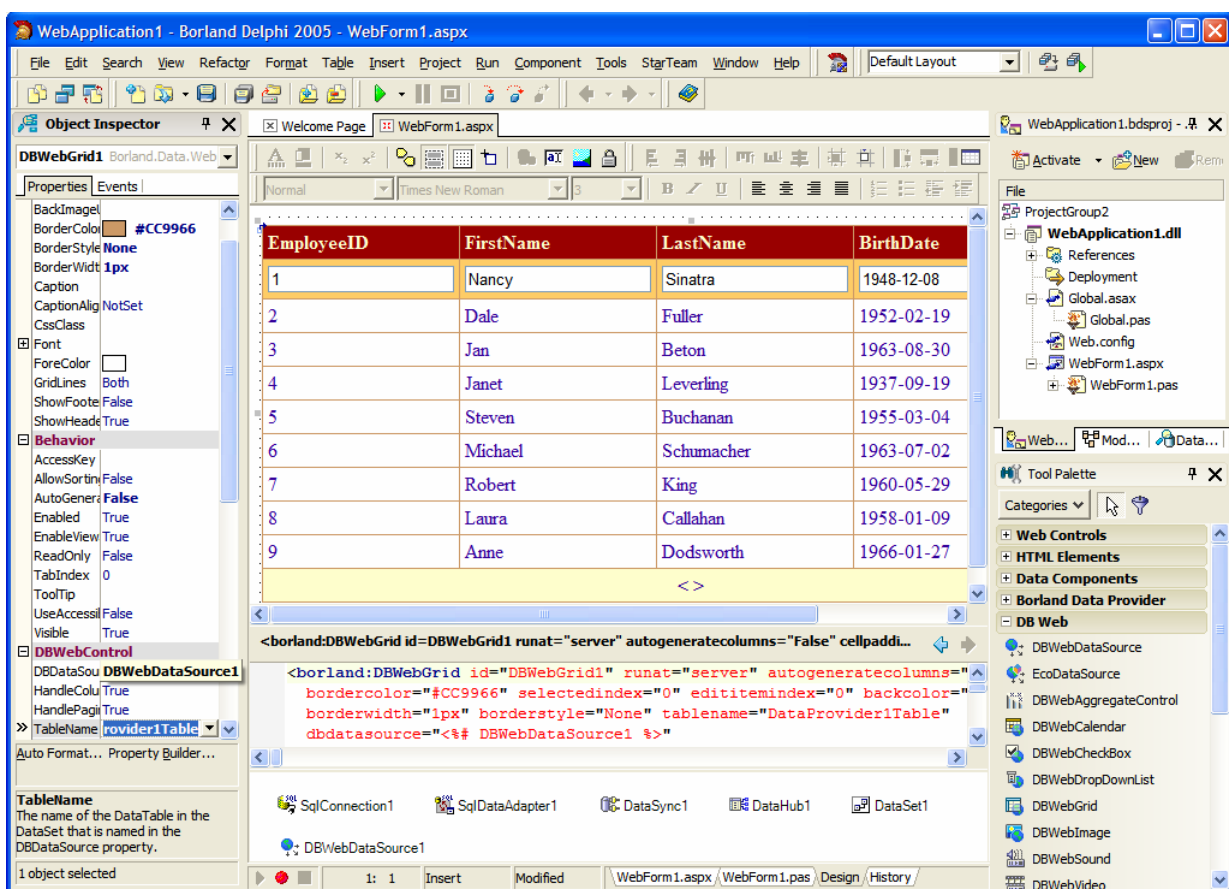 WebApplication1 - Borland Delphi 2005 - WebForm1.aspx
File Edit Search View Refactor Format Table Insert Project Run Component Tools StarTeam Window Help
Default Layout
Object Inspector
DBWebGrid1 Borland.Data.Web
Properties Events
BackImageU
BorderColor #CC9966
BorderStyle None
BorderWidt 1px
Caption
CaptionAlig NotSet
CssClass
Font
ForeColor
GridLines Both
ShowFoote False
ShowHeade True
Behavior
AccessKey
AllowSortin False
AutoGenera False
Enabled True
EnableView True
ReadOnly False
TabIndex 0
ToolTip
UseAccessil False
Visible True
DBWebControl
DBDataSou DBWebDataSource1
HandleColu True
HandlePagi True
TableName rovider1Table
Auto Format... Property Builder...
TableName
The name of the DataTable in the
DataSet that is named in the
DBDataSource property.
1 object selected
Welcome Page WebForm1.aspx
Normal Times New Roman 3 B I U
EmployeeID FirstName LastName BirthDate
1 Nancy Sinatra 1948-12-08
2 Dale Fuller 1952-02-19
3 Jan Beton 1963-08-30
4 Janet Leverling 1937-09-19
5 Steven Buchanan 1955-03-04
6 Michael Schumacher 1963-07-02
7 Robert King 1960-05-29
8 Laura Callahan 1958-01-09
9 Anne Dodsworth 1966-01-27
< >
<borland:DBWebGrid id=DBWebGrid1 runat="server" autogeneratecolumns="False" cellpaddi...
<borland:DBWebGrid id="DBWebGrid1" runat="server" autogeneratecolumns="
bordercolor="#CC9966" selectedindex="0" edititemindex="0" backcolor="
borderwidth="1px" borderstyle="None" tablename="DataProvider1Table"
dbdatasource="<%# DBWebDataSource1 %>"
SqlConnection1 SqlDataAdapter1 DataSync1 DataHub1 DataSet1
DBWebDataSource1
1: 1 Insert Modified WebForm1.aspx WebForm1.pas Design History
WebApplication1.bdsproj - .
Activate New Rem
File
ProjectGroup2
WebApplication1.dll
References
Deployment
Global.asax
Global.pas
Web.config
WebForm1.aspx
WebForm1.pas
Web... Mod... Data...
Tool Palette
Categories
Web Controls
HTML Elements
Data Components
Borland Data Provider
DB Web
DBWebDataSource
EcoDataSource
DBWebAggregateControl
DBWebCalendar
DBWebCheckBox
DBWebDropDownList
DBWebGrid
DBWebImage
DBWebSound
DBWebVideo